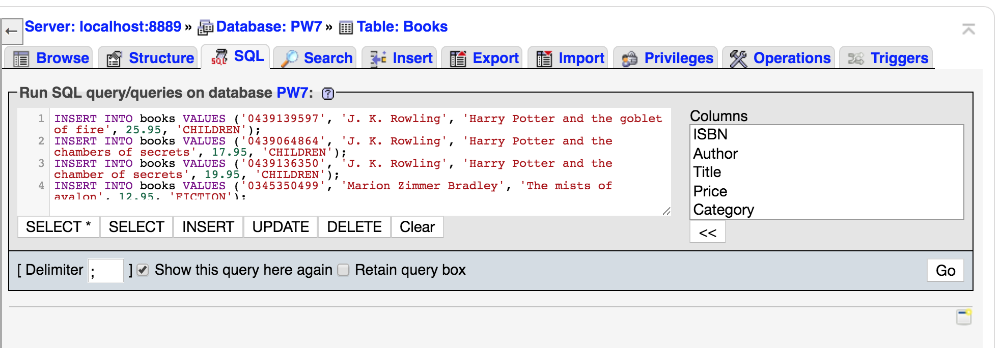 ← Server: localhost:8889 » Database: PW7 » Table: Books
Browse Structure SQL Search Insert Export Import Privileges Operations Triggers
Run SQL query/queries on database PW7: ?
1 INSERT INTO books VALUES ('0439139597', 'J. K. Rowling', 'Harry Potter and the goblet
of fire', 25.95, 'CHILDREN');
2 INSERT INTO books VALUES ('0439064864', 'J. K. Rowling', 'Harry Potter and the
chambers of secrets', 17.95, 'CHILDREN');
3 INSERT INTO books VALUES ('0439136350', 'J. K. Rowling', 'Harry Potter and the
chamber of secrets', 19.95, 'CHILDREN');
4 INSERT INTO books VALUES ('0345350499', 'Marion Zimmer Bradley', 'The mists of
avalon', 12.95, 'FICTION');
Columns
ISBN
Author
Title
Price
Category
<<
SELECT * SELECT INSERT UPDATE DELETE Clear
[ Delimiter ; ] Show this query here again Retain query box Go